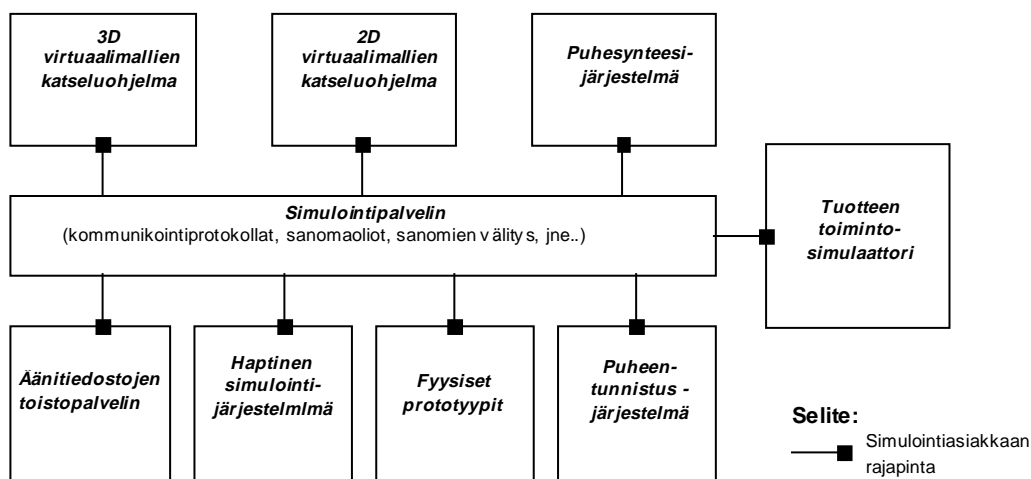 3D
virtuaalimallien
katseluohjelma
2D
virtuaalimallien
katseluohjelma
Puhesynteesi-
järjestelmä
Simulointipalvelin
(kommunikointiprotokollat, sanomaoliot, sanomien välitys, jne..)
Tuotteen
toiminto-
simulaattori
Äänitiedostojen
toistopalvelin
Haptinen
simulointi-
järjestelmlmä
Fyysiset
prototyypit
Puheen-
tunnistus -
järjestelmä
Selite:
Simulointiasiakkaan
rajapinta